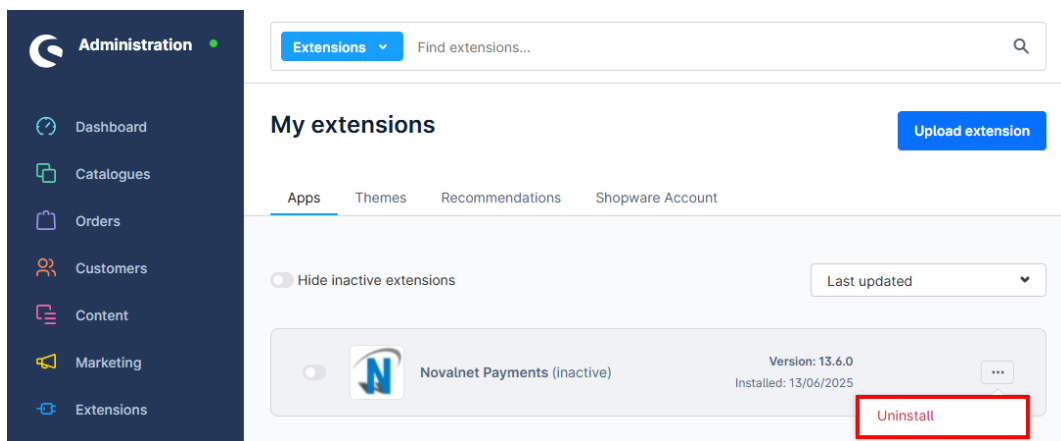 Administration
Dashboard
Catalogues
Orders
Customers
Content
Marketing
Extensions
Extensions
Find extensions...
My extensions
Upload extension
Apps
Themes
Recommendations
Shopware Account
Hide inactive extensions
Last updated
N
Novalnet Payments (inactive)
Version: 13.6.0
Installed: 13/06/2025
Uninstall